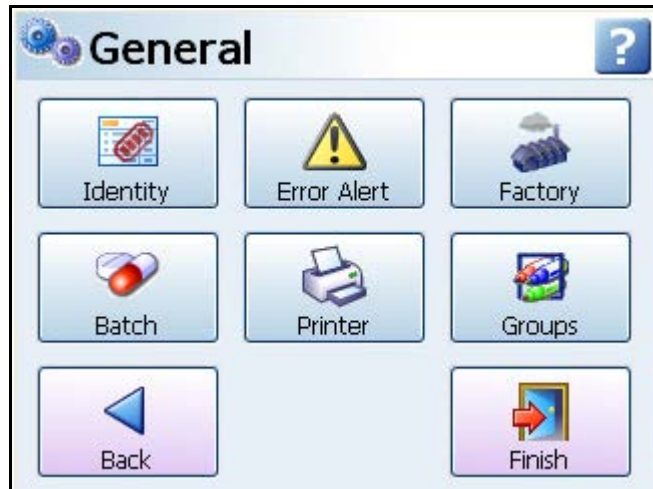 General
?
Identity
Error Alert
Factory
Batch
Printer
Groups
Back
Finish